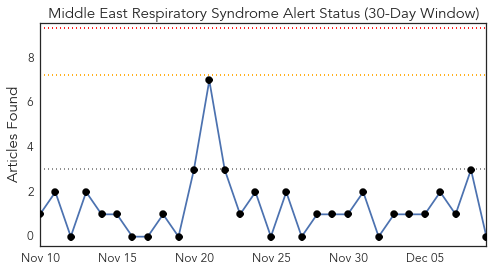 Middle East Respiratory Syndrome Alert Status (30-Day Window)
Articles Found
8
6
4
2
0
Nov 10 Nov 15 Nov 20 Nov 25 Nov 30 Dec 05